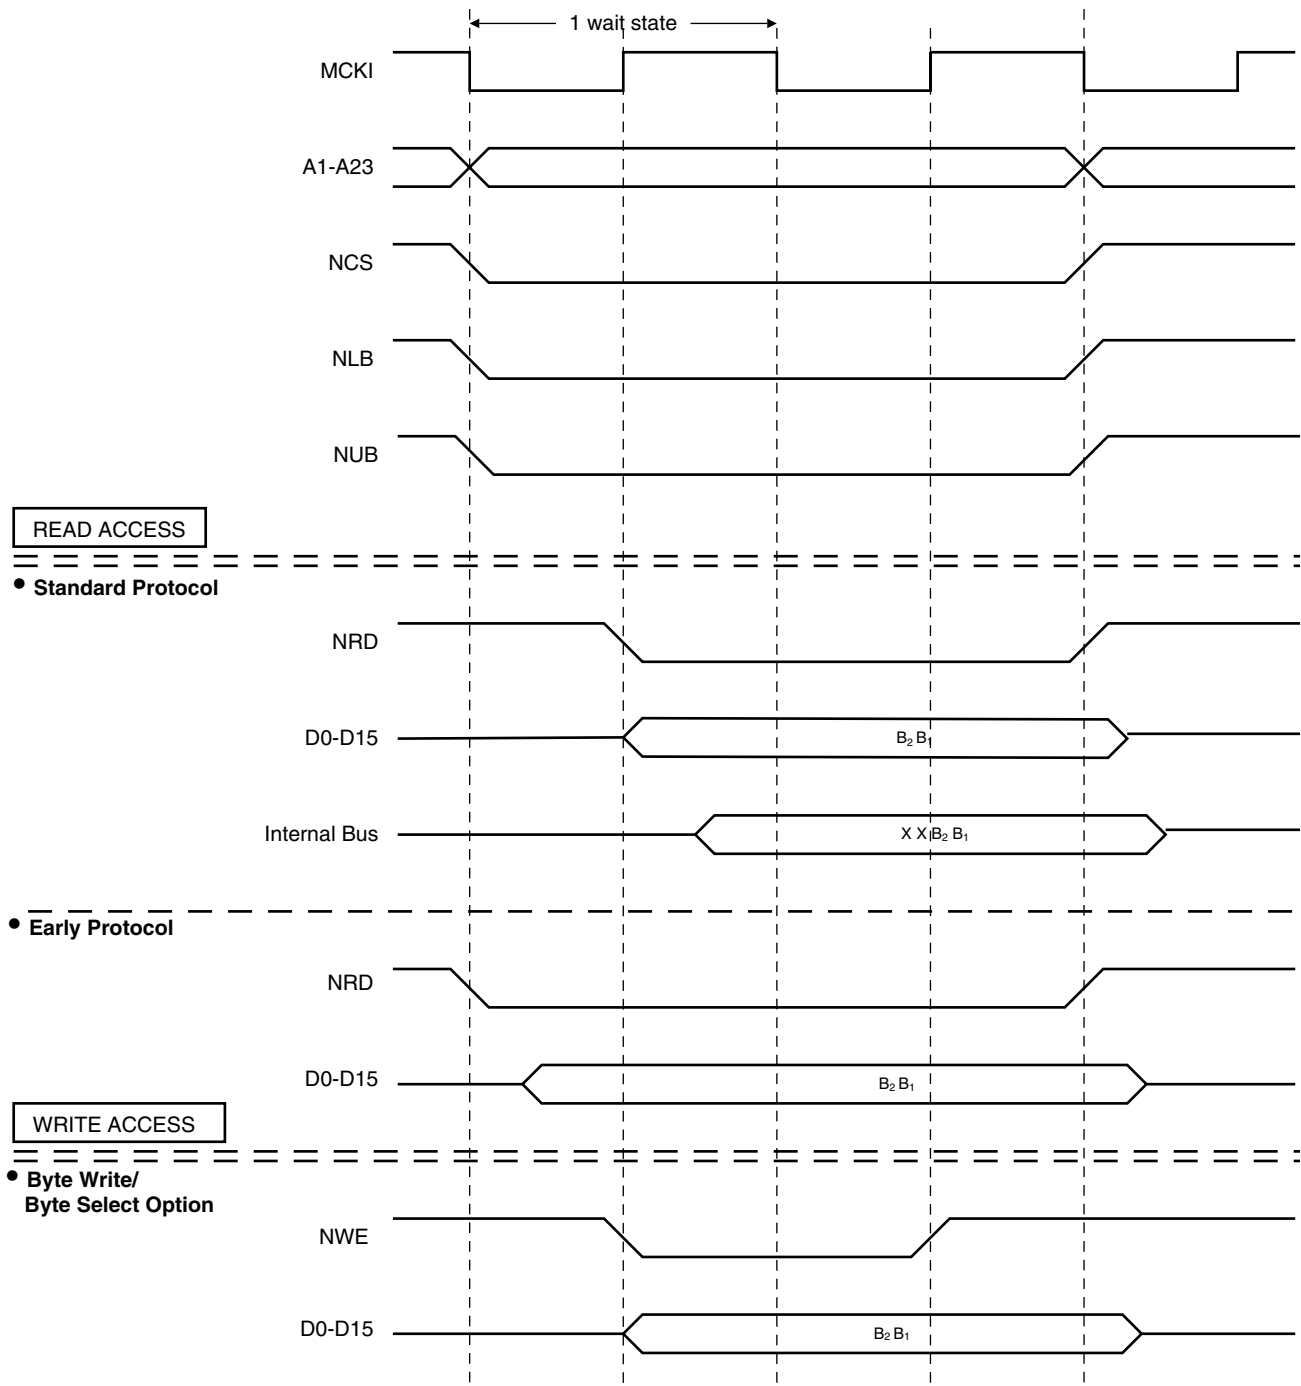 1 wait state
MCKI
A1-A23
NCS
NLB
NUB
READ ACCESS
• Standard Protocol
NRD
D0-D15
B₂ B₁
Internal Bus
X X B₂ B₁
• Early Protocol
NRD
D0-D15
B₂ B₁
WRITE ACCESS
• Byte Write/
Byte Select Option
NWE
D0-D15
B₂ B₁